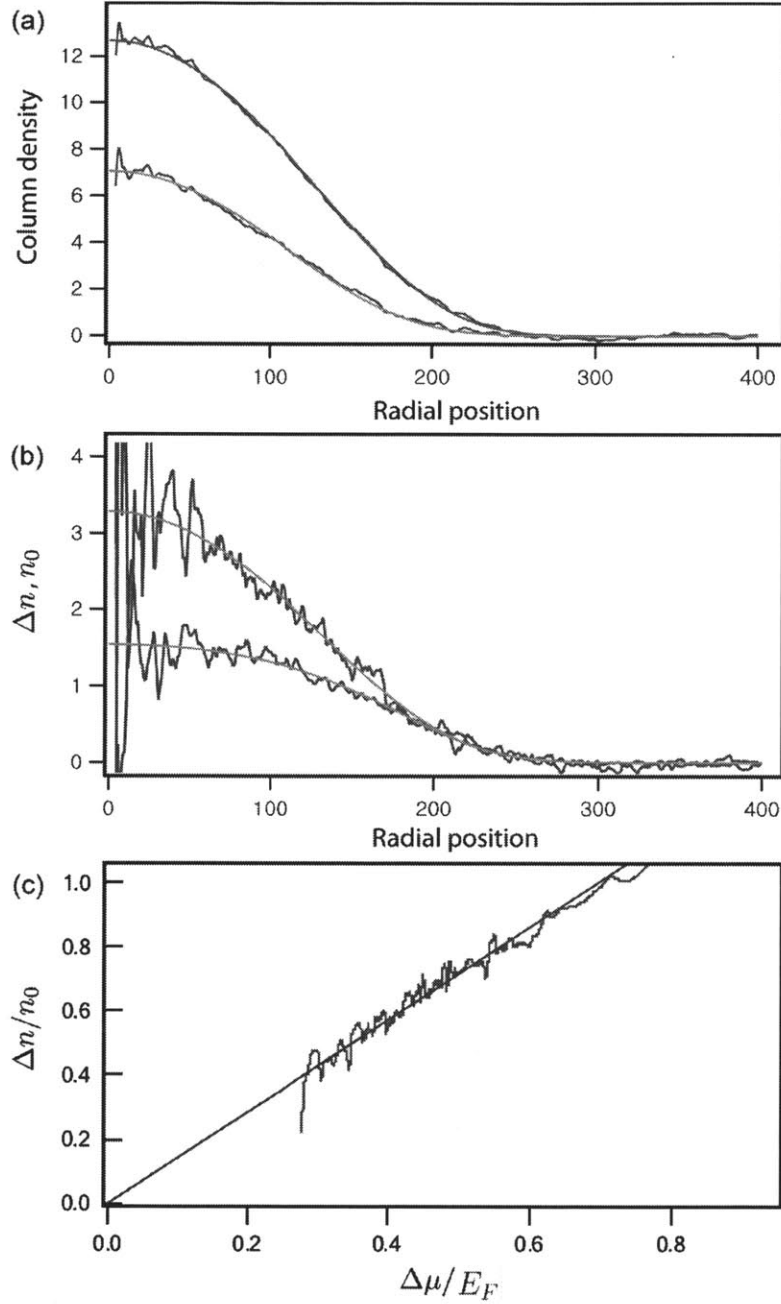 (a)
Column density
12
10
8
6
4
2
0
0 100 200 300 400
Radial position
(b)
Δn, n₀
4
3
2
1
0
0 100 200 300 400
Radial position
(c)
Δn/n₀
1.0
0.8
0.6
0.4
0.2
0.0
0.0 0.2 0.4 0.6 0.8
Δμ/E_F